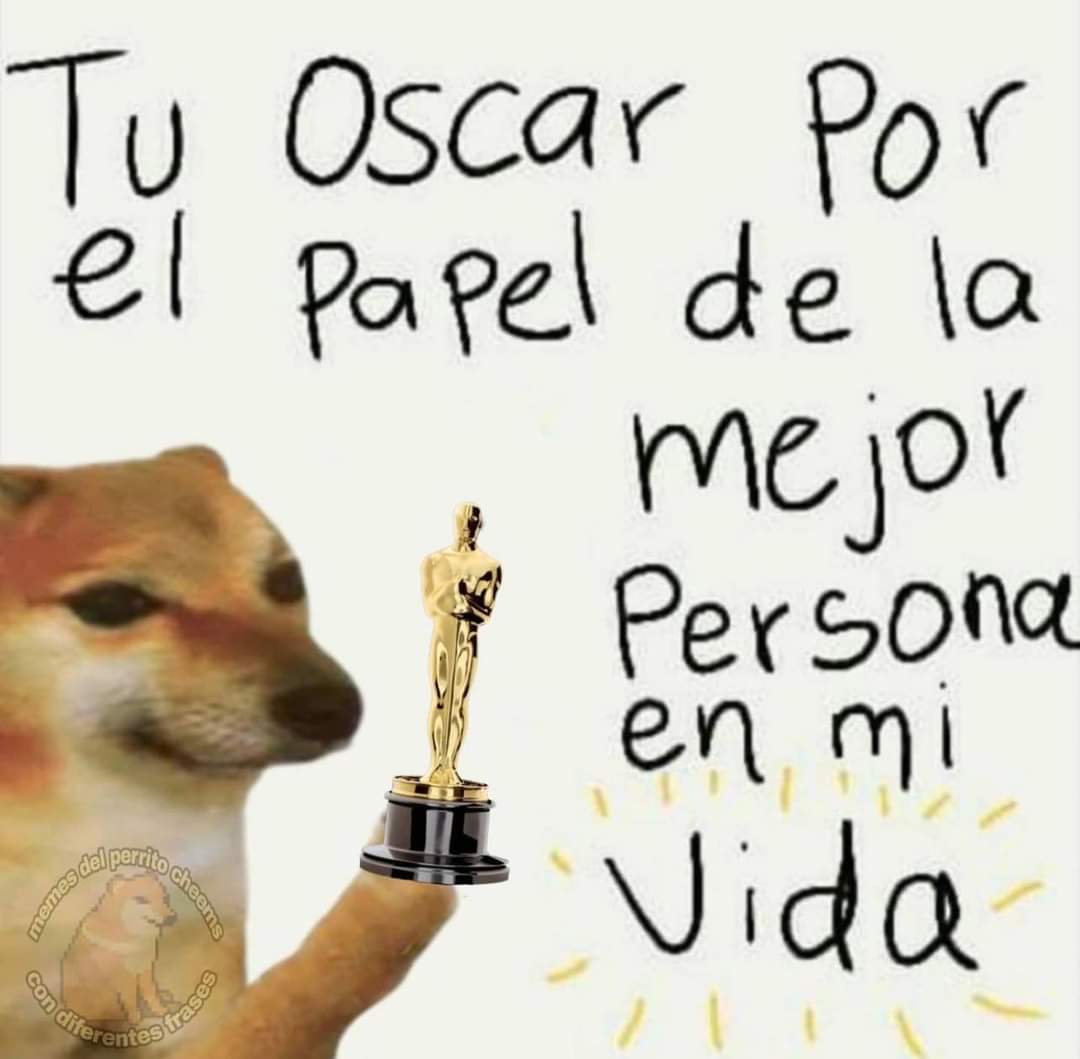 Tu Oscar Por
el Papel de la
mejor
Persona
en mi
Vida
memes del perrito cheems
con diferentes frases